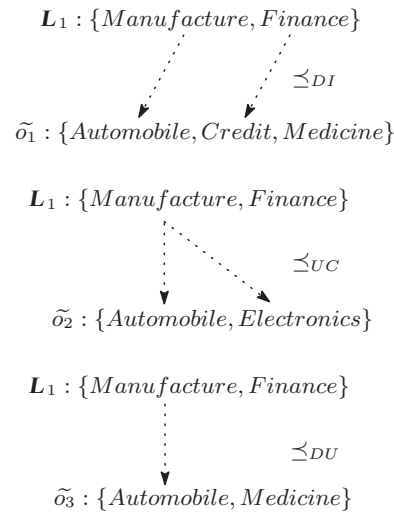 L₁ : {Manufacture, Finance}
⪯DI
õ₁ : {Automobile, Credit, Medicine}
L₁ : {Manufacture, Finance}
⪯UC
õ₂ : {Automobile, Electronics}
L₁ : {Manufacture, Finance}
⪯DU
õ₃ : {Automobile, Medicine}